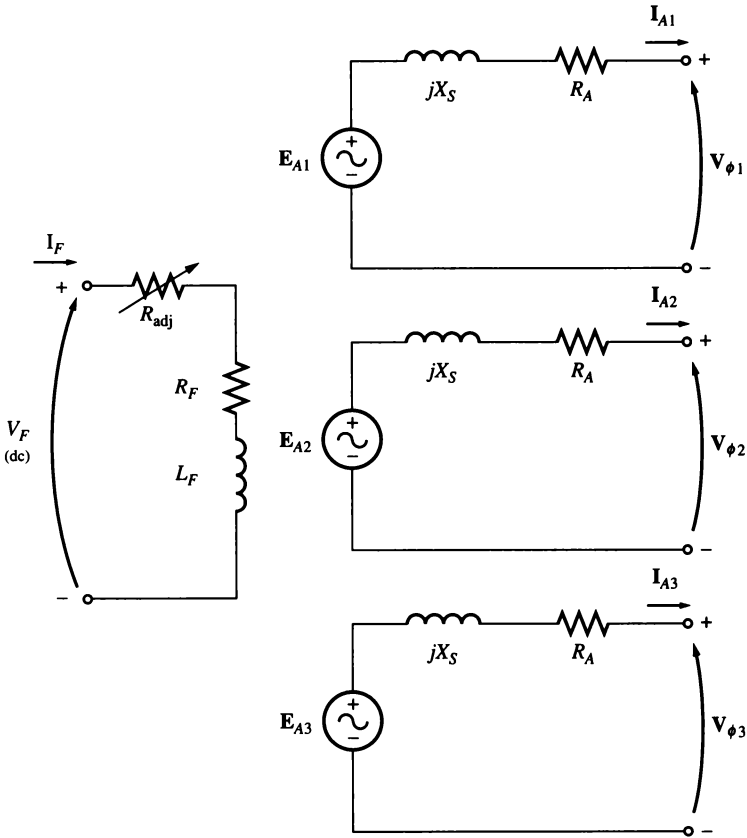 I_A1
+
jX_S
R_A
+
E_A1
−
V_ϕ1
−
I_F
+
R_adj
R_F
V_F
(dc)
L_F
−
I_A2
+
jX_S
R_A
+
E_A2
−
V_ϕ2
−
I_A3
+
jX_S
R_A
+
E_A3
−
V_ϕ3
−